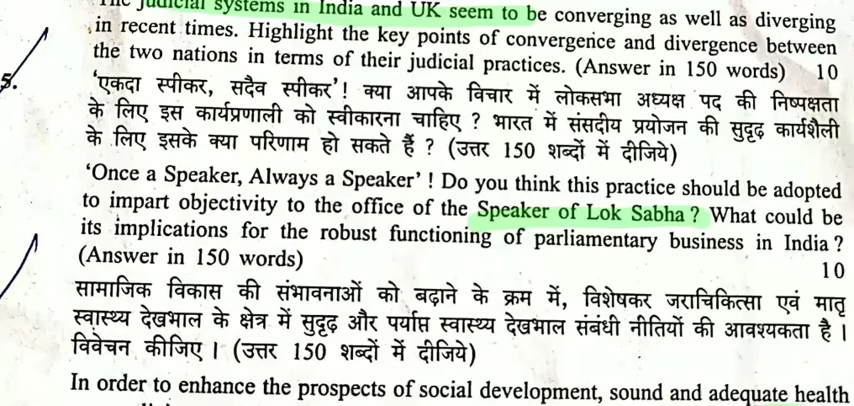 The judicial systems in India and UK seem to be converging as well as diverging
in recent times. Highlight the key points of convergence and divergence between
the two nations in terms of their judicial practices. (Answer in 150 words) 10
5.
‘एकदा स्पीकर, सदैव स्पीकर’! क्या आपके विचार में लोकसभा अध्यक्ष पद की निष्पक्षता
के लिए इस कार्यप्रणाली को स्वीकारना चाहिए ? भारत में संसदीय प्रयोजन की सुदृढ़ कार्यशैली
के लिए इसके क्या परिणाम हो सकते हैं ? (उत्तर 150 शब्दों में दीजिये)
‘Once a Speaker, Always a Speaker’ ! Do you think this practice should be adopted
to impart objectivity to the office of the Speaker of Lok Sabha ? What could be
its implications for the robust functioning of parliamentary business in India ?
(Answer in 150 words) 10
सामाजिक विकास की संभावनाओं को बढ़ाने के क्रम में, विशेषकर जराचिकित्सा एवं मातृ
स्वास्थ्य देखभाल के क्षेत्र में सुदृढ़ और पर्याप्त स्वास्थ्य देखभाल संबंधी नीतियों की आवश्यकता है ।
विवेचन कीजिए । (उत्तर 150 शब्दों में दीजिये)
In order to enhance the prospects of social development, sound and adequate health